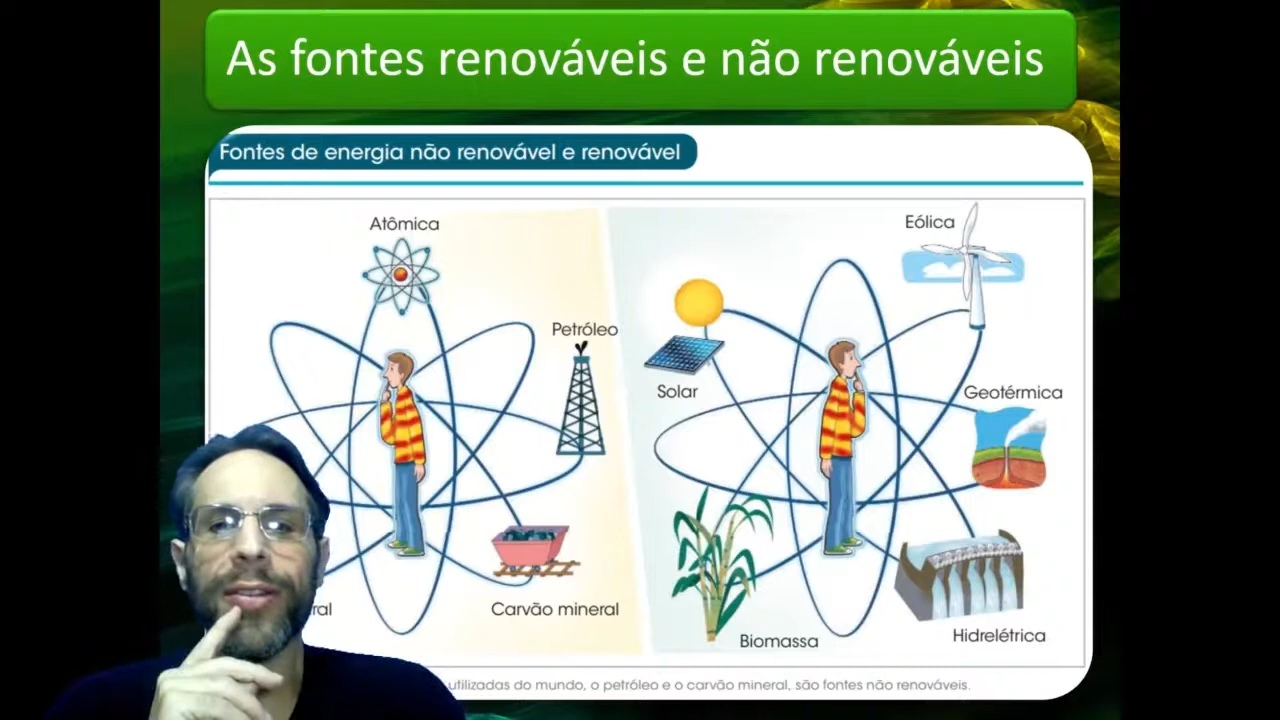 As fontes renováveis e não renováveis
Fontes de energia não renovável e renovável
Atômica
Eólica
Petróleo
Solar
Geotérmica
Carvão mineral
Biomassa
Hidrelétrica
utilizadas do mundo, o petróleo e o carvão mineral, são fontes não renováveis.